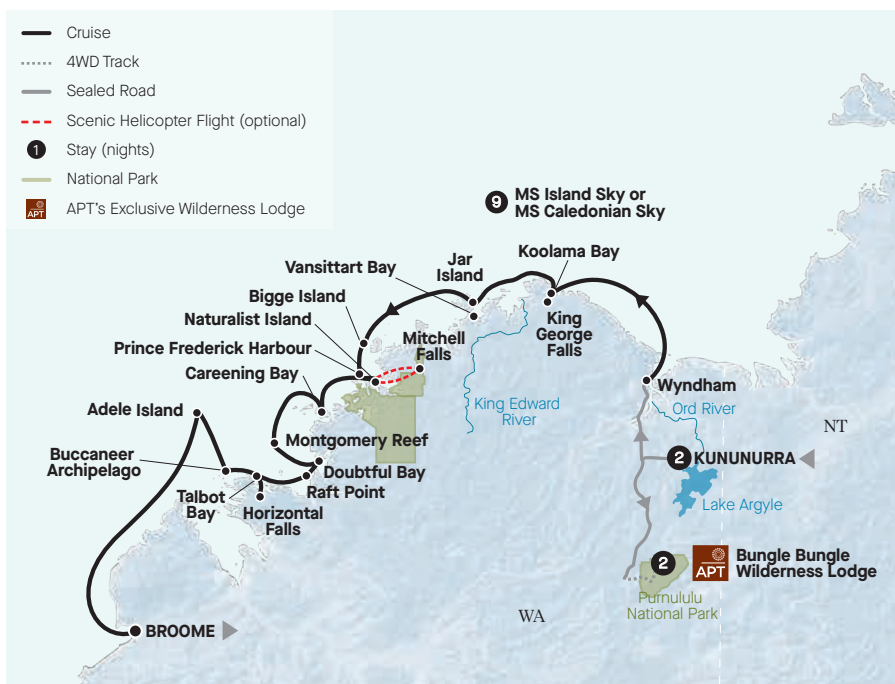 Cruise
4WD Track
Sealed Road
Scenic Helicopter Flight (optional)
1
Stay (nights)
National Park
APT
APT's Exclusive Wilderness Lodge
9
MS Island Sky or
MS Caledonian Sky
Koolama Bay
Jar
Island
Vansittart Bay
Bigge Island
Naturalist Island
Prince Frederick Harbour
Mitchell
Falls
King
George
Falls
Careening Bay
Wyndham
Adele Island
King Edward
River
Ord River
NT
Montgomery Reef
Buccaneer
Archipelago
Doubtful Bay
2
KUNUNURRA
Talbot
Bay
Raft Point
Horizontal
Falls
Lake Argyle
2
APT
Bungle Bungle
Wilderness Lodge
Purnululu
National Park
WA
BROOME